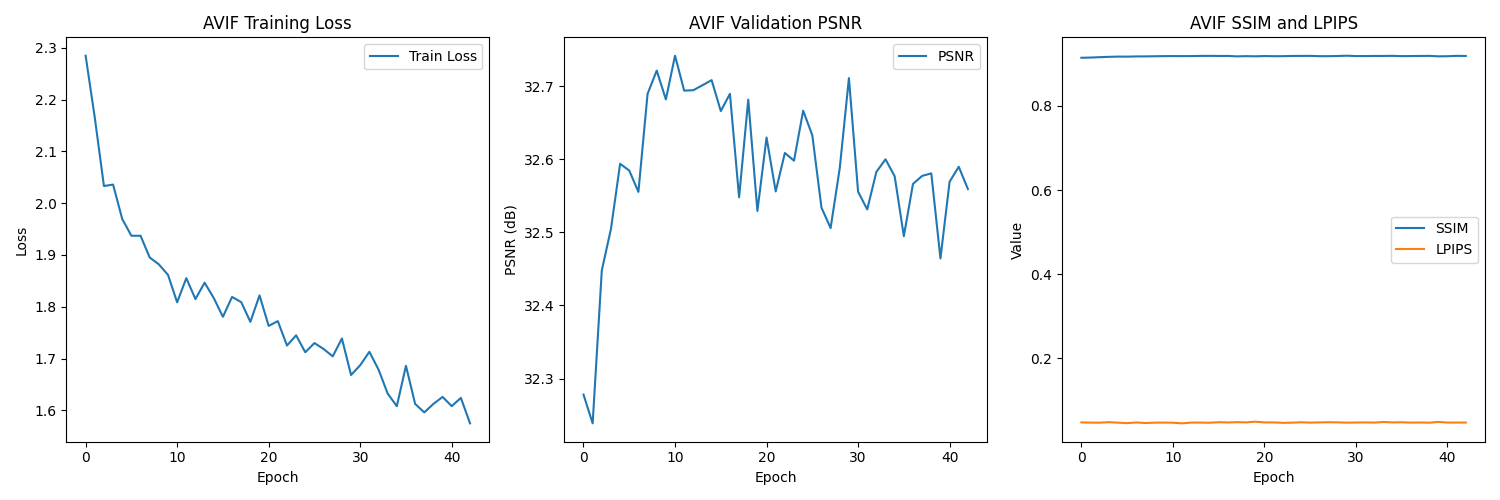 AVIF Training Loss
Train Loss
2.3
2.2
2.1
2.0
1.9
1.8
1.7
1.6
Loss
0
10
20
30
40
Epoch
AVIF Validation PSNR
PSNR
32.7
32.6
32.5
32.4
32.3
PSNR (dB)
0
10
20
30
40
Epoch
AVIF SSIM and LPIPS
0.8
0.6
0.4
0.2
Value
SSIM
LPIPS
0
10
20
30
40
Epoch